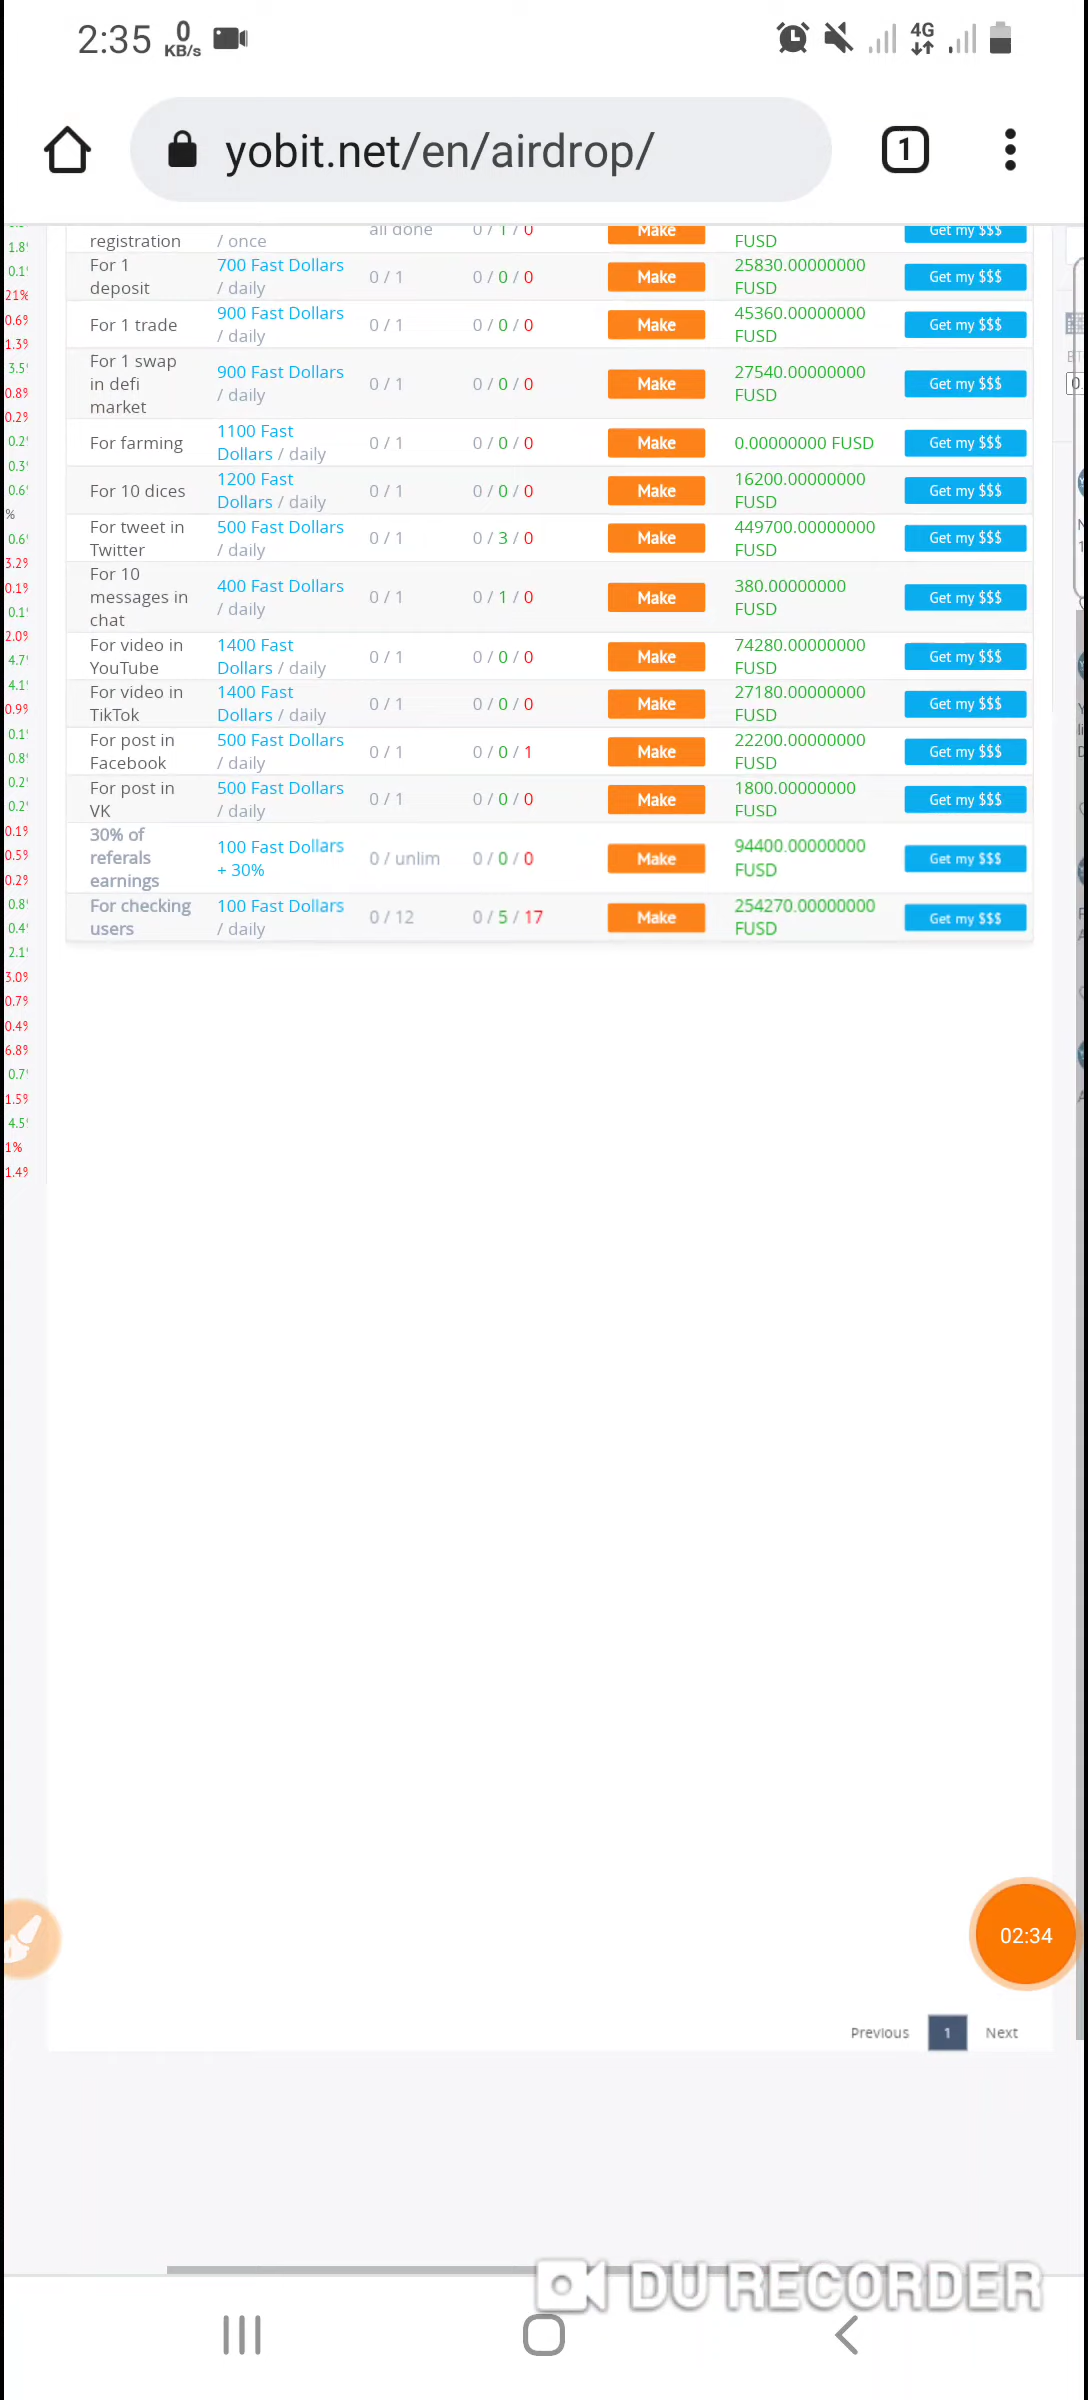 2:35 0 KB/s 4G
yobit.net/en/airdrop/ 1
registration / once all done 0 / 1 / 0 Make FUSD Get my $$$
For 1 deposit 700 Fast Dollars / daily 0 / 1 0 / 0 / 0 Make 25830.00000000 FUSD Get my $$$
For 1 trade 900 Fast Dollars / daily 0 / 1 0 / 0 / 0 Make 45360.00000000 FUSD Get my $$$
For 1 swap in defi market 900 Fast Dollars / daily 0 / 1 0 / 0 / 0 Make 27540.00000000 FUSD Get my $$$
For farming 1100 Fast Dollars / daily 0 / 1 0 / 0 / 0 Make 0.00000000 FUSD Get my $$$
For 10 dices 1200 Fast Dollars / daily 0 / 1 0 / 0 / 0 Make 16200.00000000 FUSD Get my $$$
For tweet in Twitter 500 Fast Dollars / daily 0 / 1 0 / 3 / 0 Make 449700.00000000 FUSD Get my $$$
For 10 messages in chat 400 Fast Dollars / daily 0 / 1 0 / 1 / 0 Make 380.00000000 FUSD Get my $$$
For video in YouTube 1400 Fast Dollars / daily 0 / 1 0 / 0 / 0 Make 74280.00000000 FUSD Get my $$$
For video in TikTok 1400 Fast Dollars / daily 0 / 1 0 / 0 / 0 Make 27180.00000000 FUSD Get my $$$
For post in Facebook 500 Fast Dollars / daily 0 / 1 0 / 0 / 1 Make 22200.00000000 FUSD Get my $$$
For post in VK 500 Fast Dollars / daily 0 / 1 0 / 0 / 0 Make 1800.00000000 FUSD Get my $$$
30% of referals earnings 100 Fast Dollars + 30% 0 / unlim 0 / 0 / 0 Make 94400.00000000 FUSD Get my $$$
For checking users 100 Fast Dollars / daily 0 / 12 0 / 5 / 17 Make 254270.00000000 FUSD Get my $$$
02:34
Previous 1 Next
DU RECORDER